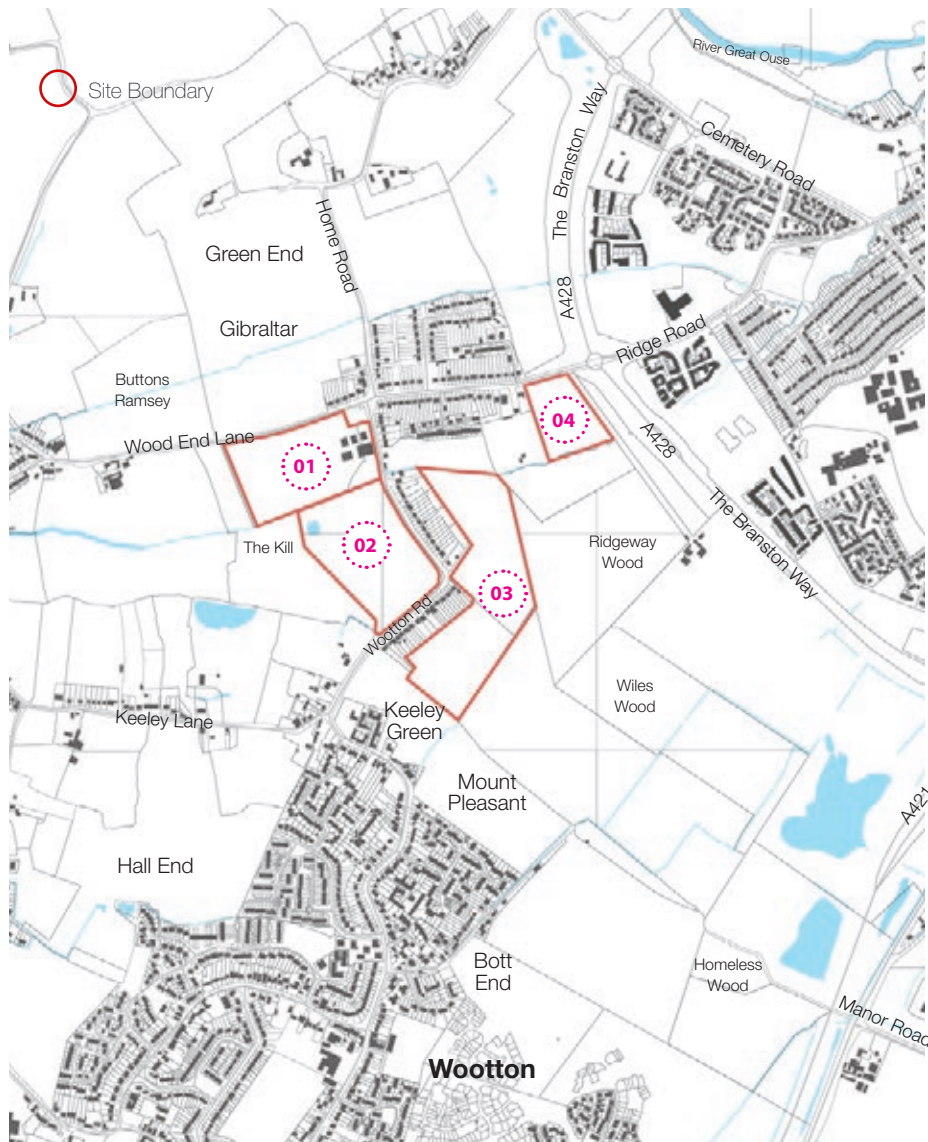 River Great Ouse
Site Boundary
The Branston Way
Cemetery Road
Home Road
Green End
A428
Gibraltar
Ridge Road
Buttons
Ramsey
04
Wood End Lane
A428
01
The Branston Way
02
The Kill
Ridgeway
Wood
03
Wootton Rd
Wiles
Wood
Keeley Lane
Keeley
Green
Mount
Pleasant
A421
Hall End
Bott
End
Homeless
Wood
Manor Road
Wootton